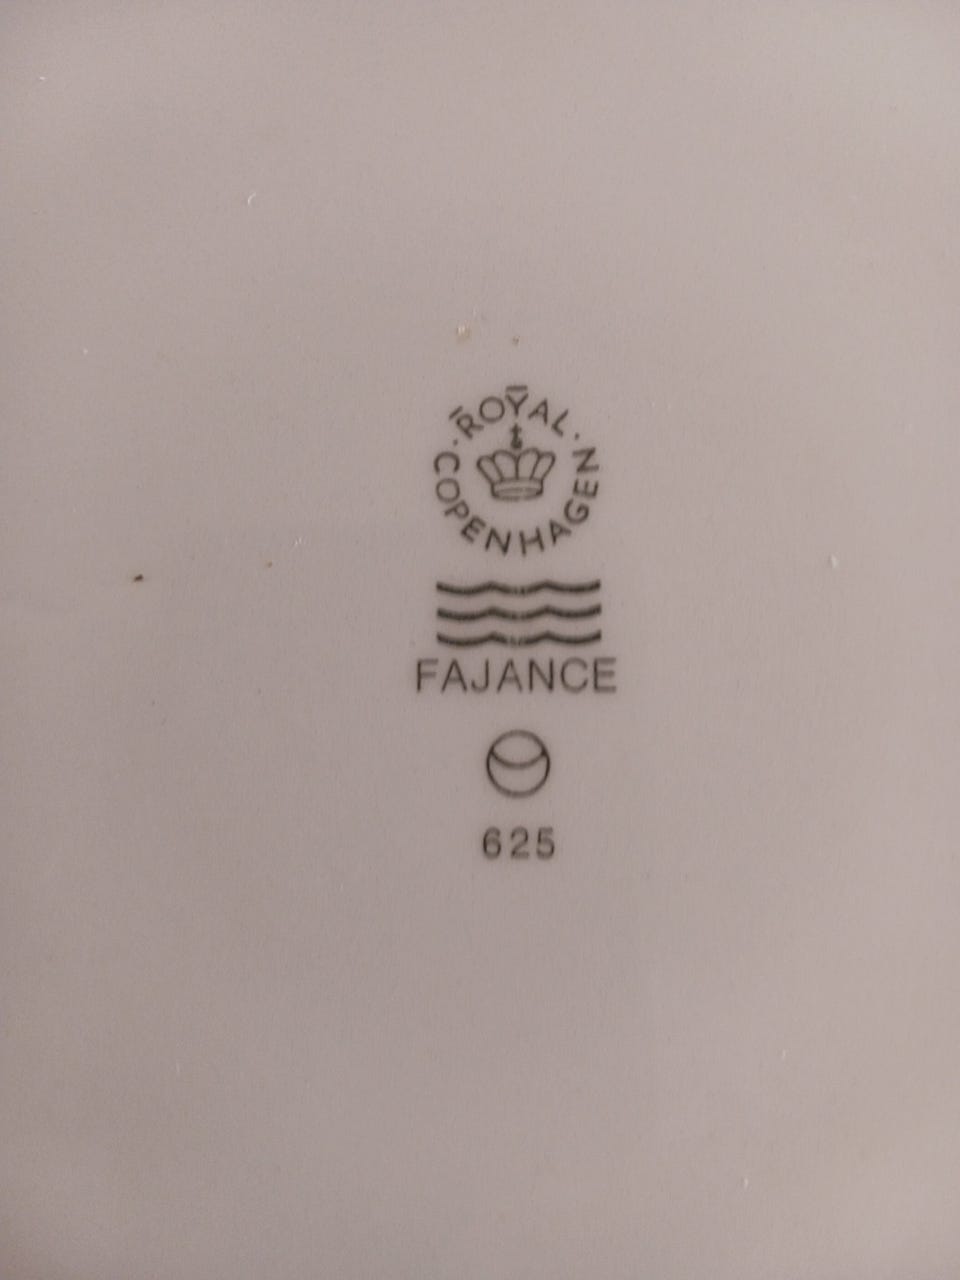 ROYAL · COPENHAGEN ·
FAJANCE
625